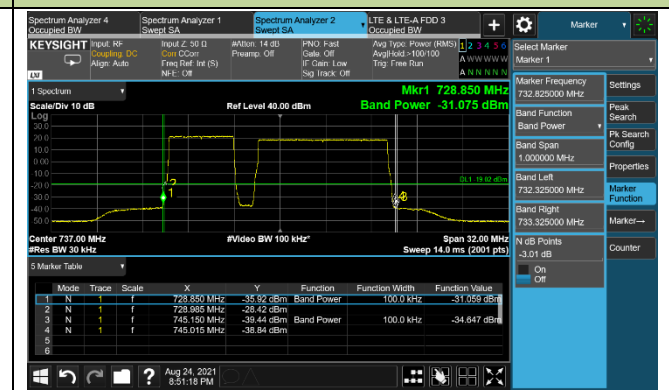 Spectrum Analyzer 4
Occupied BW
Spectrum Analyzer 1
Swept SA
Spectrum Analyzer 2
Swept SA
LTE & LTE-A FDD 3
Occupied BW
+
Marker
KEYSIGHT
Input: RF
Coupling: DC
Align: Auto
Input Z: 50 Ω
Corr CCorr
Freq Ref: Int (S)
NFE: Off
#Atten: 14 dB
Preamp: Off
PNO: Fast
Gate: Off
IF Gain: Low
Sig Track: Off
Avg Type: Power (RMS)
Avg|Hold:>100/100
Trig: Free Run
1 2 3 4 5 6
A W W W W W
A N N N N N
LXI
Select Marker
Marker 1
Marker Frequency
732.825000 MHz
Band Function
Band Power
Band Span
1.000000 MHz
Band Left
732.325000 MHz
Band Right
733.325000 MHz
N dB Points
-3.01 dB
On
Off
Settings
Peak
Search
Pk Search
Config
Properties
Marker
Function
Marker→
Counter
1 Spectrum
Scale/Div 10 dB
Ref Level 40.00 dBm
Mkr1 728.850 MHz
Band Power -31.075 dBm
Log
30.0
20.0
10.0
0.00
-10.0
-20.0
-30.0
-40.0
-50.0
DL1 -19.02 dBm
2
1
Center 737.00 MHz
#Res BW 30 kHz
#Video BW 100 kHz*
Span 32.00 MHz
Sweep 14.0 ms (2001 pts)
5 Marker Table
Mode Trace Scale X Y Function Function Width Function Value
1 N 1 f 728.850 MHz -35.92 dBm Band Power 100.0 kHz -31.059 dBm
2 N 1 f 728.985 MHz -28.42 dBm
3 N 1 f 745.150 MHz -39.44 dBm Band Power 100.0 kHz -34.647 dBm
4 N 1 f 745.015 MHz -38.84 dBm
5
6
?
Aug 24, 2021
8:51:18 PM